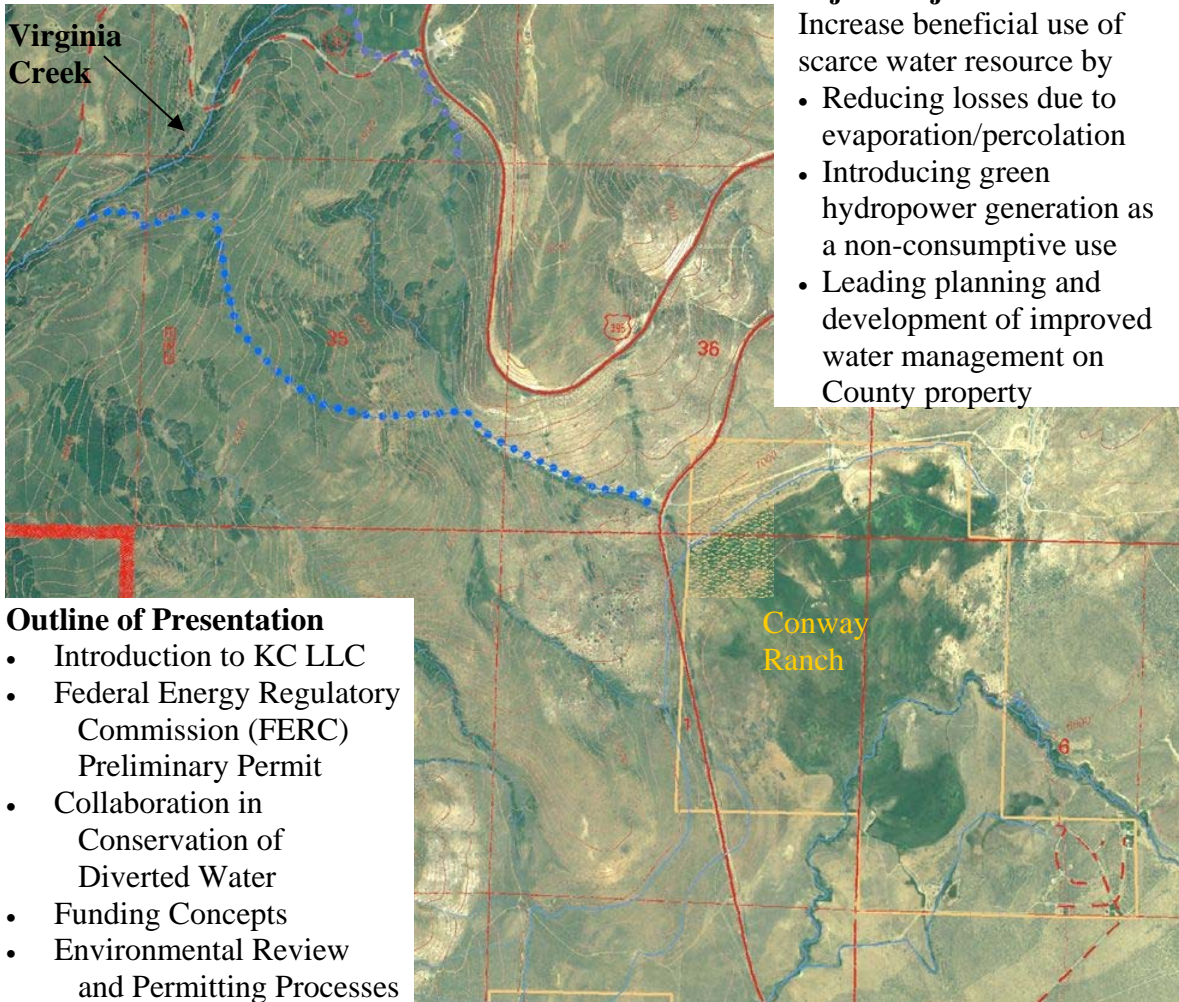 Virginia
Creek
Increase beneficial use of
scarce water resource by
• Reducing losses due to
evaporation/percolation
• Introducing green
hydropower generation as
a non-consumptive use
• Leading planning and
development of improved
water management on
County property
35
36
395
7000
Conway
Ranch
1
6
6800
Outline of Presentation
• Introduction to KC LLC
• Federal Energy Regulatory
Commission (FERC)
Preliminary Permit
• Collaboration in
Conservation of
Diverted Water
• Funding Concepts
• Environmental Review
and Permitting Processes